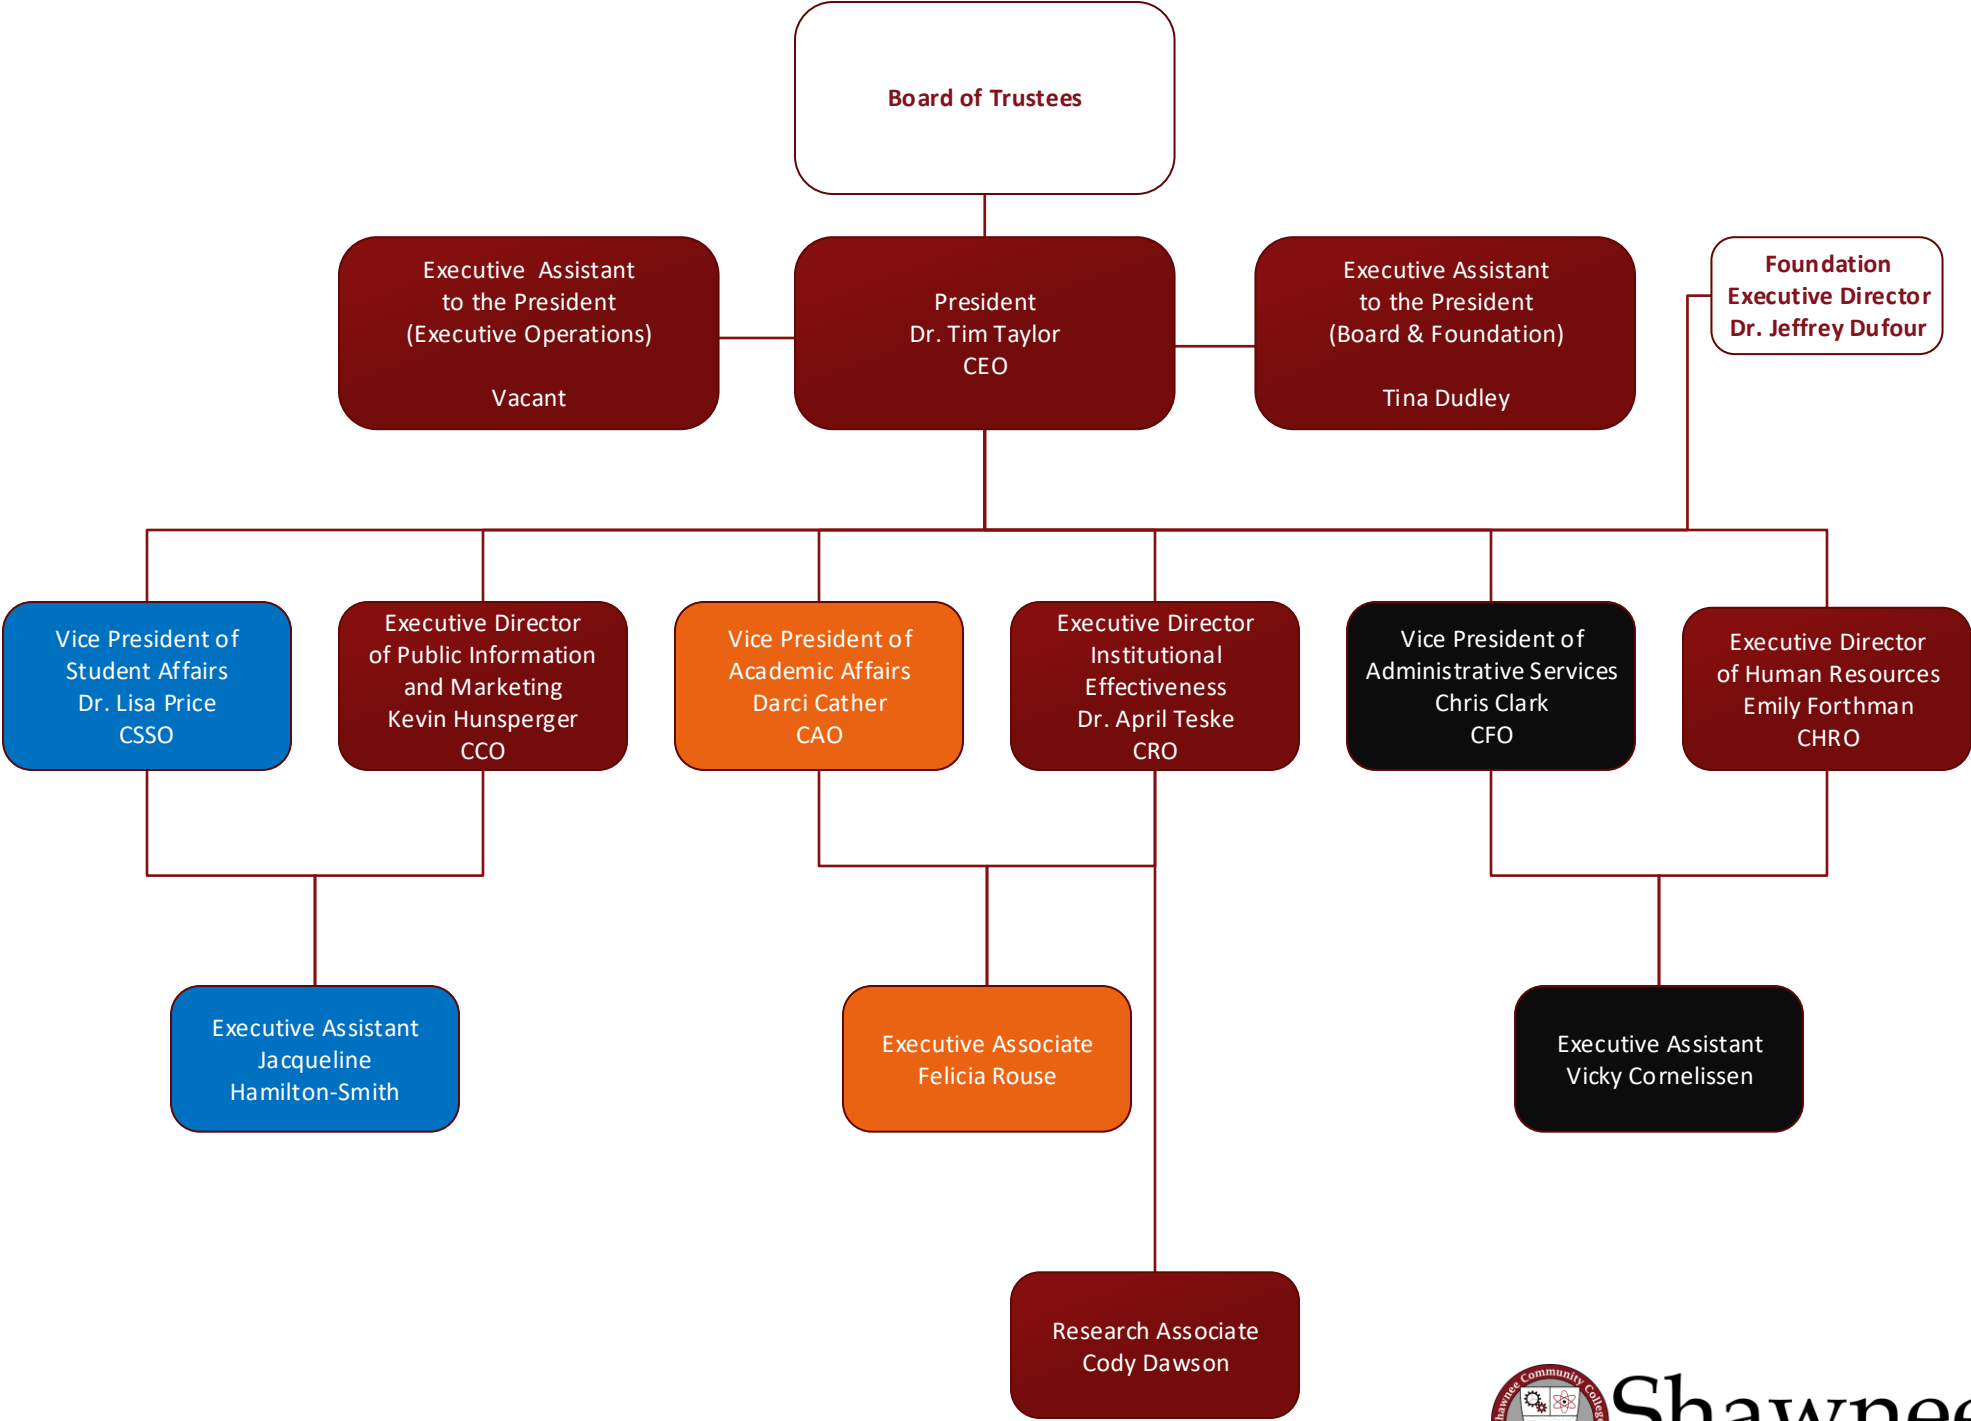 Board of Trustees
Executive Assistant
to the President
(Executive Operations)
Vacant
President
Dr. Tim Taylor
CEO
Executive Assistant
to the President
(Board & Foundation)
Tina Dudley
Foundation
Executive Director
Dr. Jeffrey Dufour
Vice President of
Student Affairs
Dr. Lisa Price
CSSO
Executive Director
of Public Information
and Marketing
Kevin Hunsperger
CCO
Vice President of
Academic Affairs
Darci Cather
CAO
Executive Director
Institutional
Effectiveness
Dr. April Teske
CRO
Vice President of
Administrative Services
Chris Clark
CFO
Executive Director
of Human Resources
Emily Forthman
CHRO
Executive Assistant
Jacqueline
Hamilton-Smith
Executive Associate
Felicia Rouse
Executive Assistant
Vicky Cornelissen
Research Associate
Cody Dawson
Shawnee Community College
Shawnee